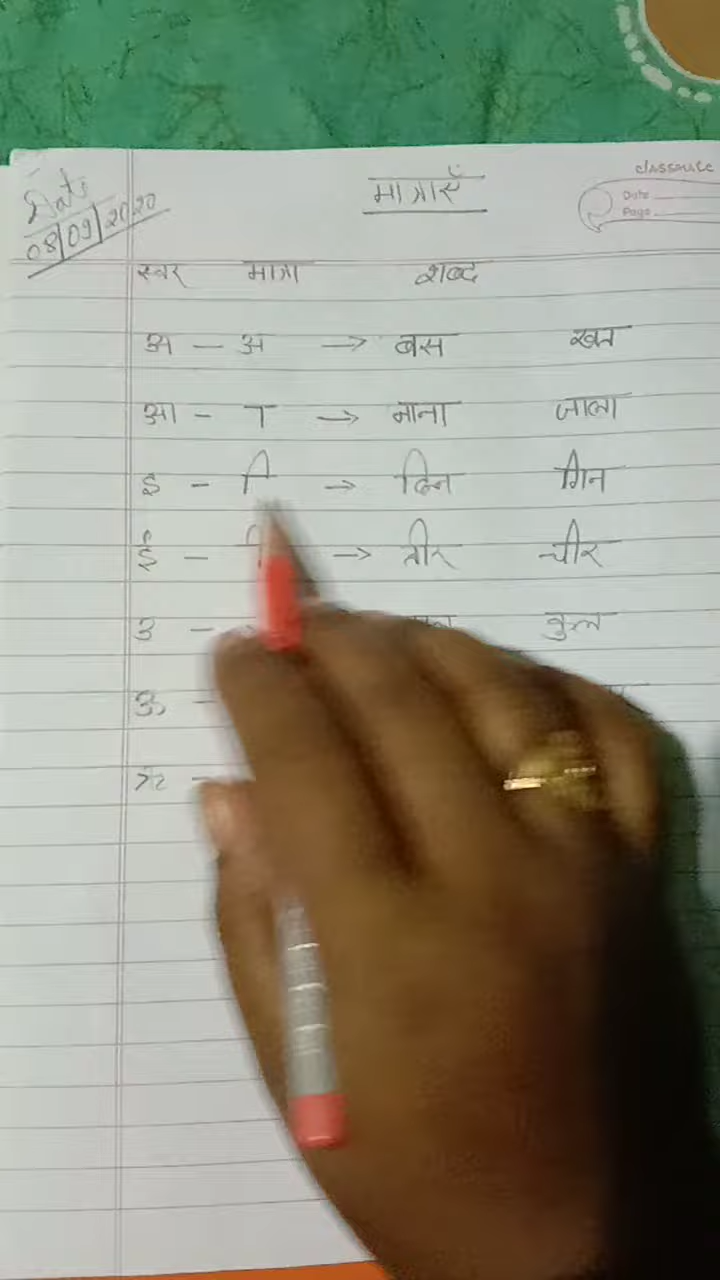 classmate
Date
Page
Date
08/09/2020
मात्राएँ
स्वर मात्रा शब्द
अ - अ → बस खत
आ - ा → माना जाला
इ - ि → दिन गिन
ई - → तीर चीर
उ - कुल
ऊ -
ऋ -